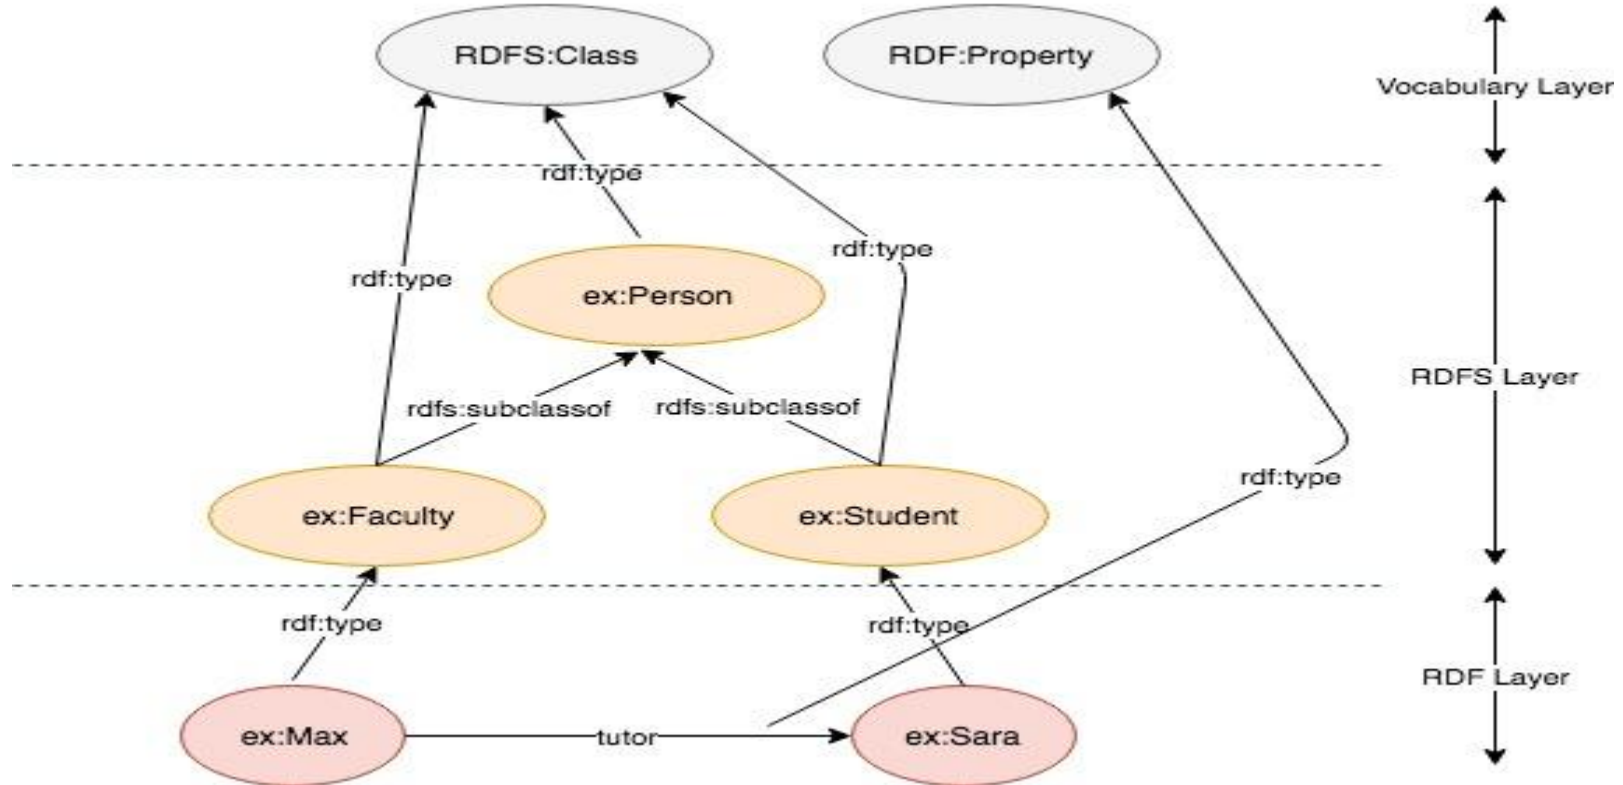 RDFS:Class
RDF:Property
Vocabulary Layer
rdf:type
rdf:type
rdf:type
ex:Person
RDFS Layer
rdfs:subclassof
rdfs:subclassof
rdf:type
ex:Faculty
ex:Student
rdf:type
rdf:type
RDF Layer
ex:Max
tutor
ex:Sara